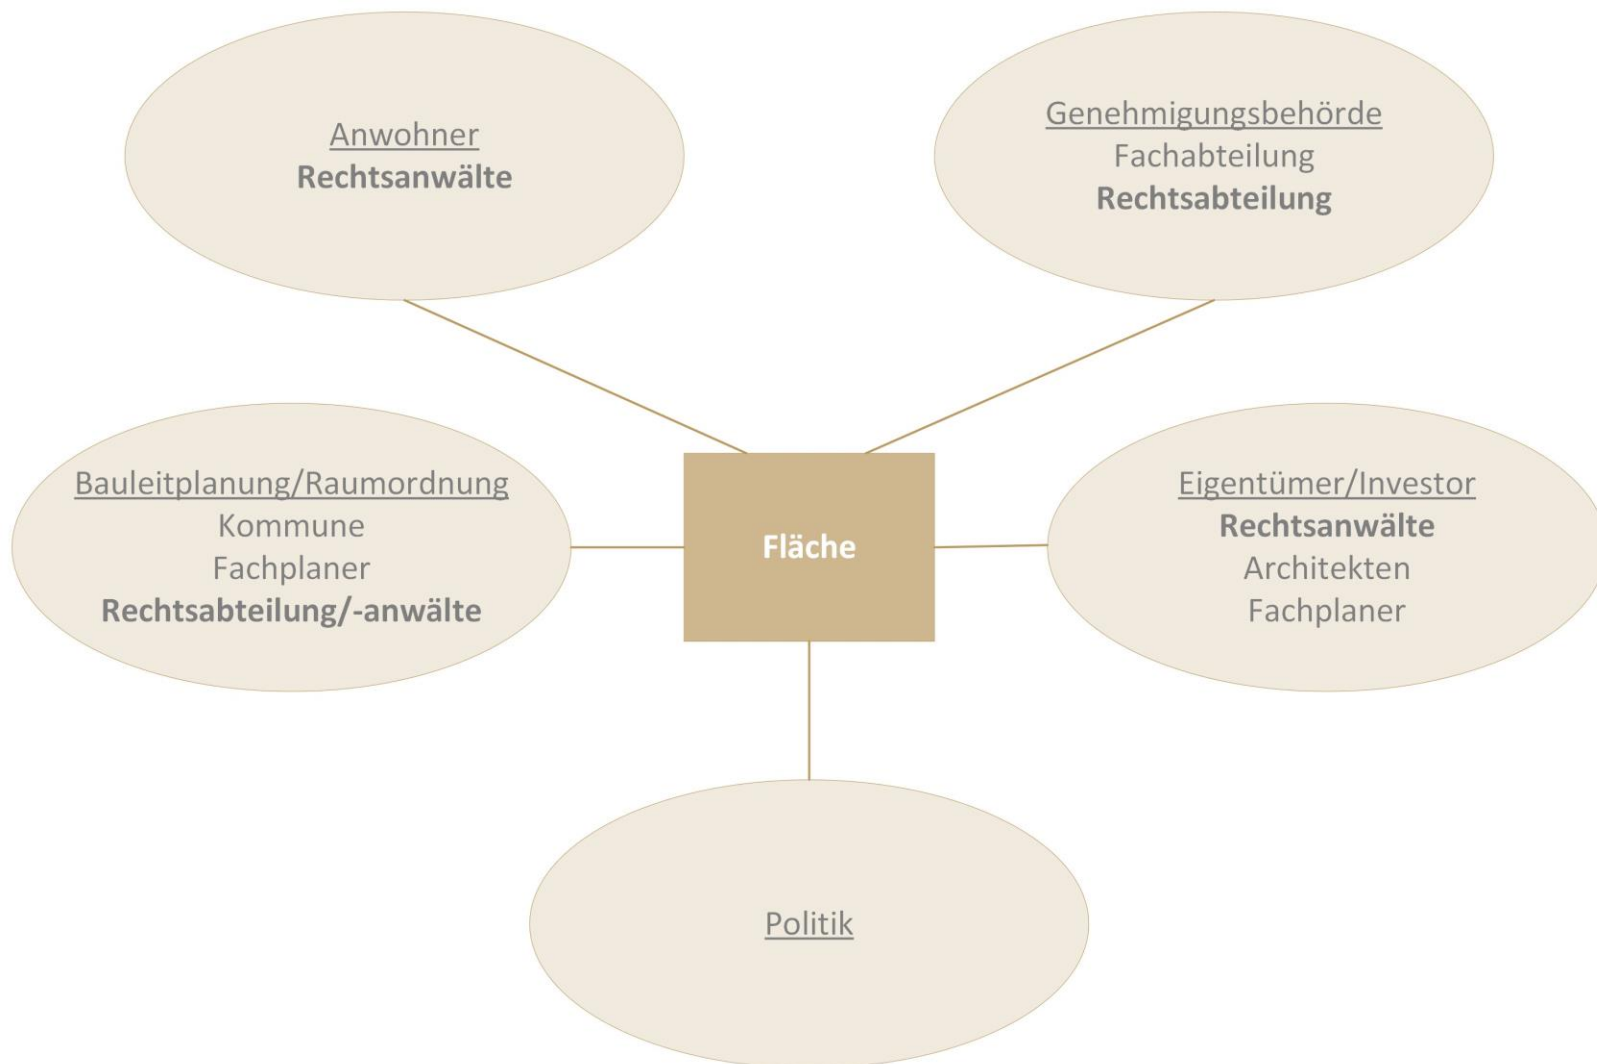 Anwohner
Rechtsanwälte
Genehmigungsbehörde
Fachabteilung
Rechtsabteilung
Bauleitplanung/Raumordnung
Kommune
Fachplaner
Rechtsabteilung/-anwälte
Fläche
Eigentümer/Investor
Rechtsanwälte
Architekten
Fachplaner
Politik